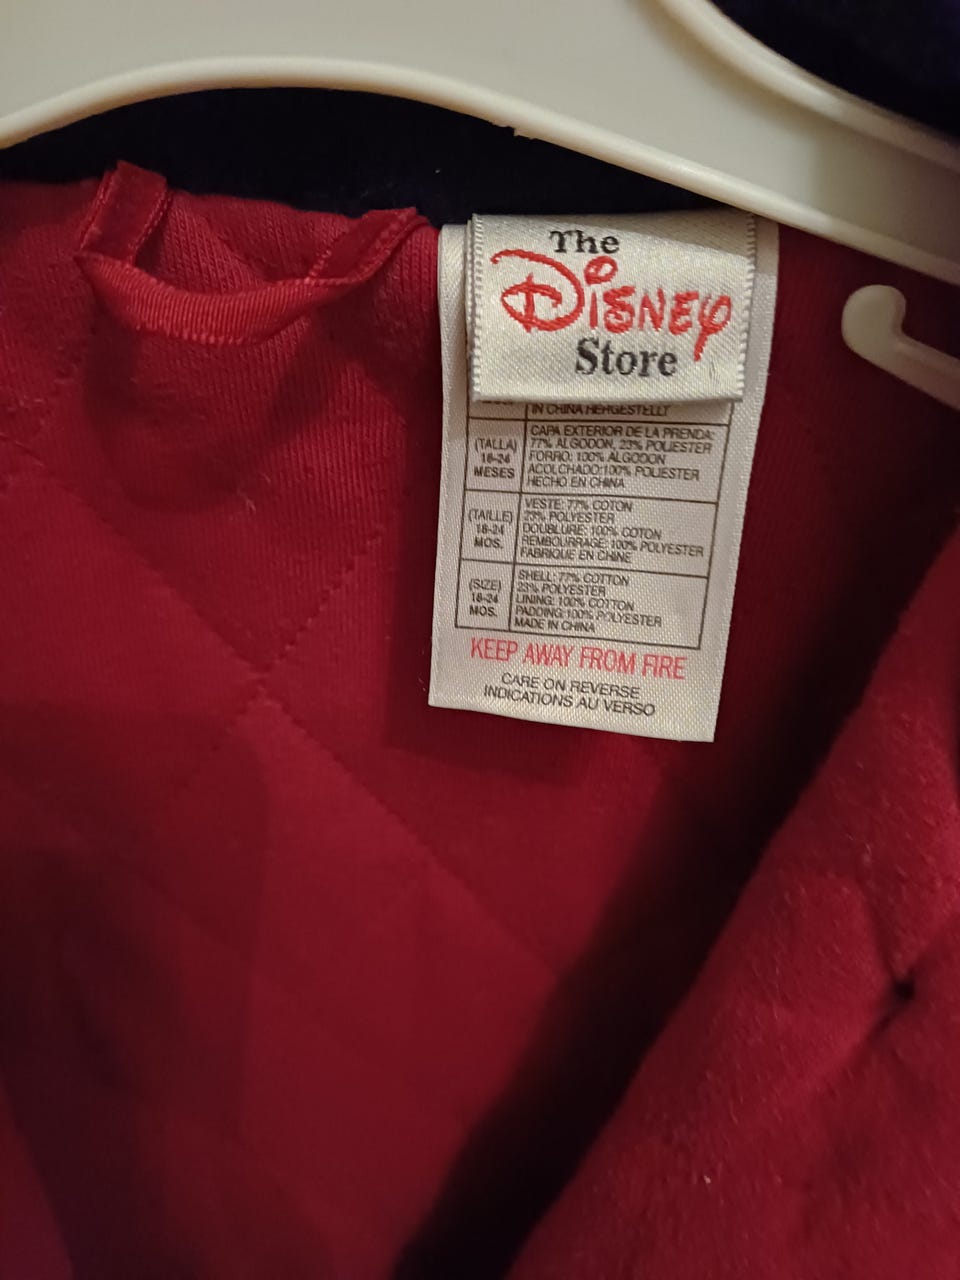 The
Disney
Store
IN CHINA HERGESTELLT
(TALLA)
18-24
MESES
CAPA EXTERIOR DE LA PRENDA:
77% ALGODON, 23% POLIESTER
FORRO: 100% ALGODON
ACOLCHADO:100% POLIESTER
HECHO EN CHINA
(TAILLE)
18-24
MOS.
VESTE: 77% COTON
23% POLYESTER
DOUBLURE: 100% COTON
REMBOURRAGE: 100% POLYESTER
FABRIQUE EN CHINE
(SIZE)
18-24
MOS.
SHELL: 77% COTTON
23% POLYESTER
LINING: 100% COTTON
PADDING:100% POLYESTER
MADE IN CHINA
KEEP AWAY FROM FIRE
CARE ON REVERSE
INDICATIONS AU VERSO